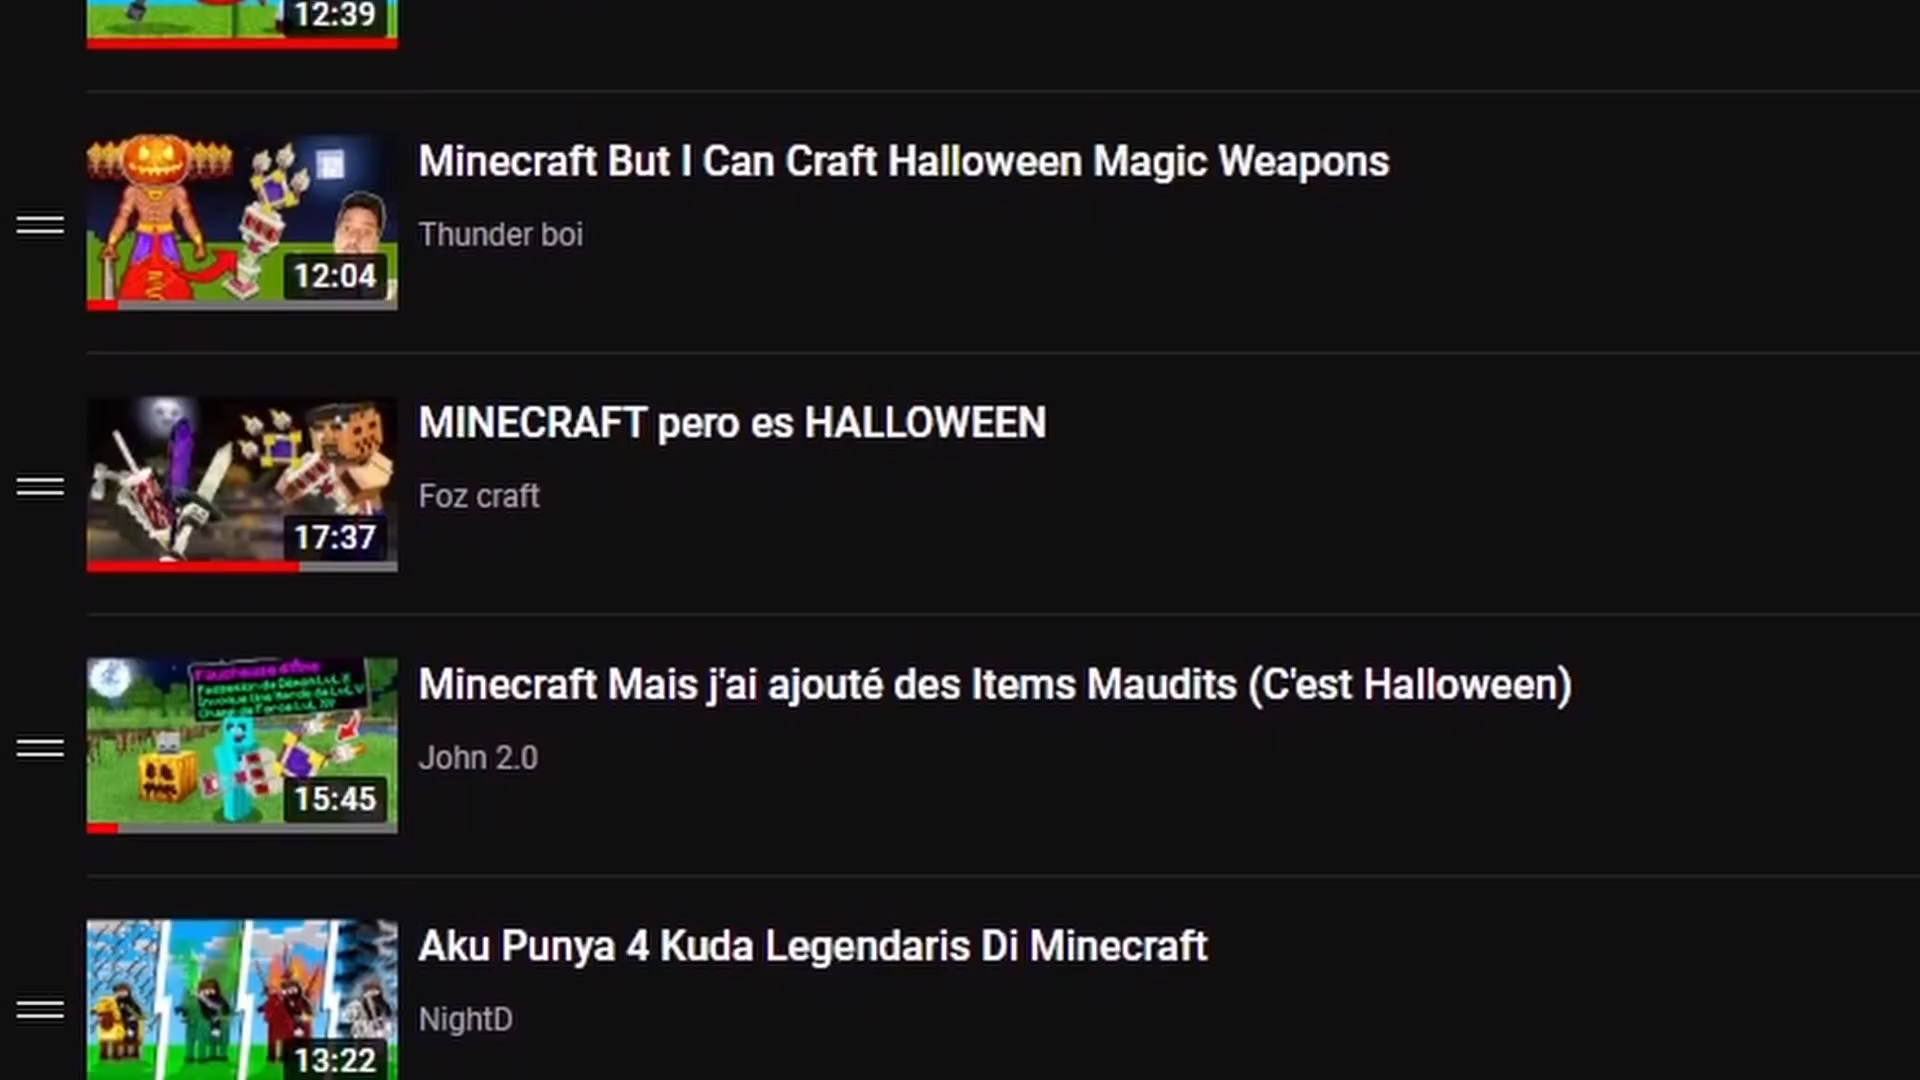 12:39
Minecraft But I Can Craft Halloween Magic Weapons
Thunder boi
12:04
MINECRAFT pero es HALLOWEEN
Foz craft
17:37
Minecraft Mais j'ai ajouté des Items Maudits (C'est Halloween)
John 2.0
15:45
Aku Punya 4 Kuda Legendaris Di Minecraft
NightD
13:22